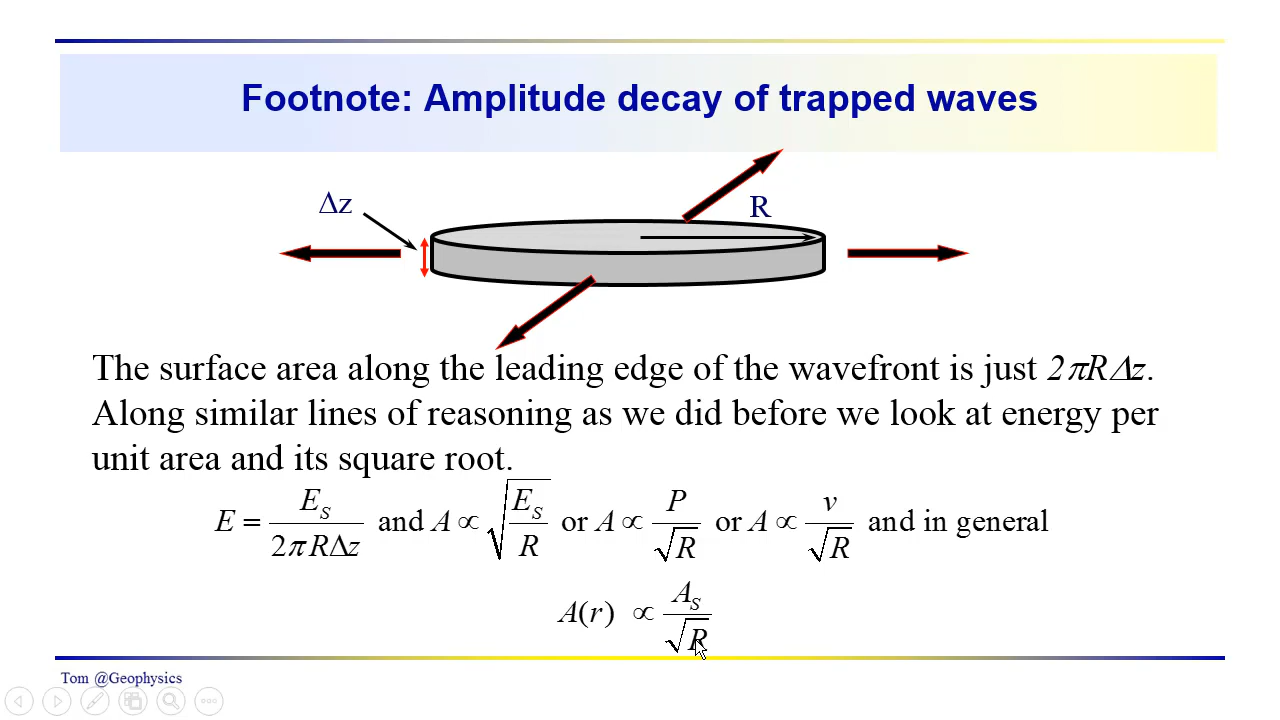 Footnote: Amplitude decay of trapped waves
Δz
R
The surface area along the leading edge of the wavefront is just 2πRΔz.
Along similar lines of reasoning as we did before we look at energy per
unit area and its square root.
E = E_S / 2πRΔz and A ∝ √(E_S / R) or A ∝ P / √R or A ∝ v / √R and in general
A(r) ∝ A_S / √R
Tom @Geophysics